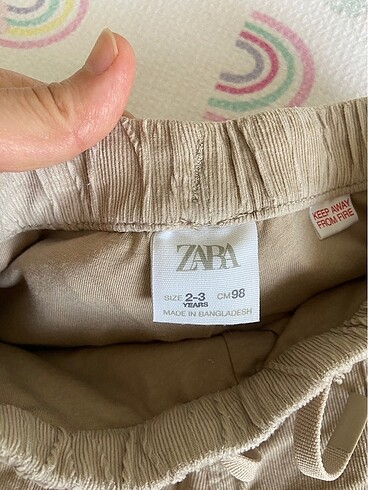 KEEP AWAY
FROM FIRE
ZARA
SIZE 2-3 CM 98
YEARS
MADE IN BANGLADESH